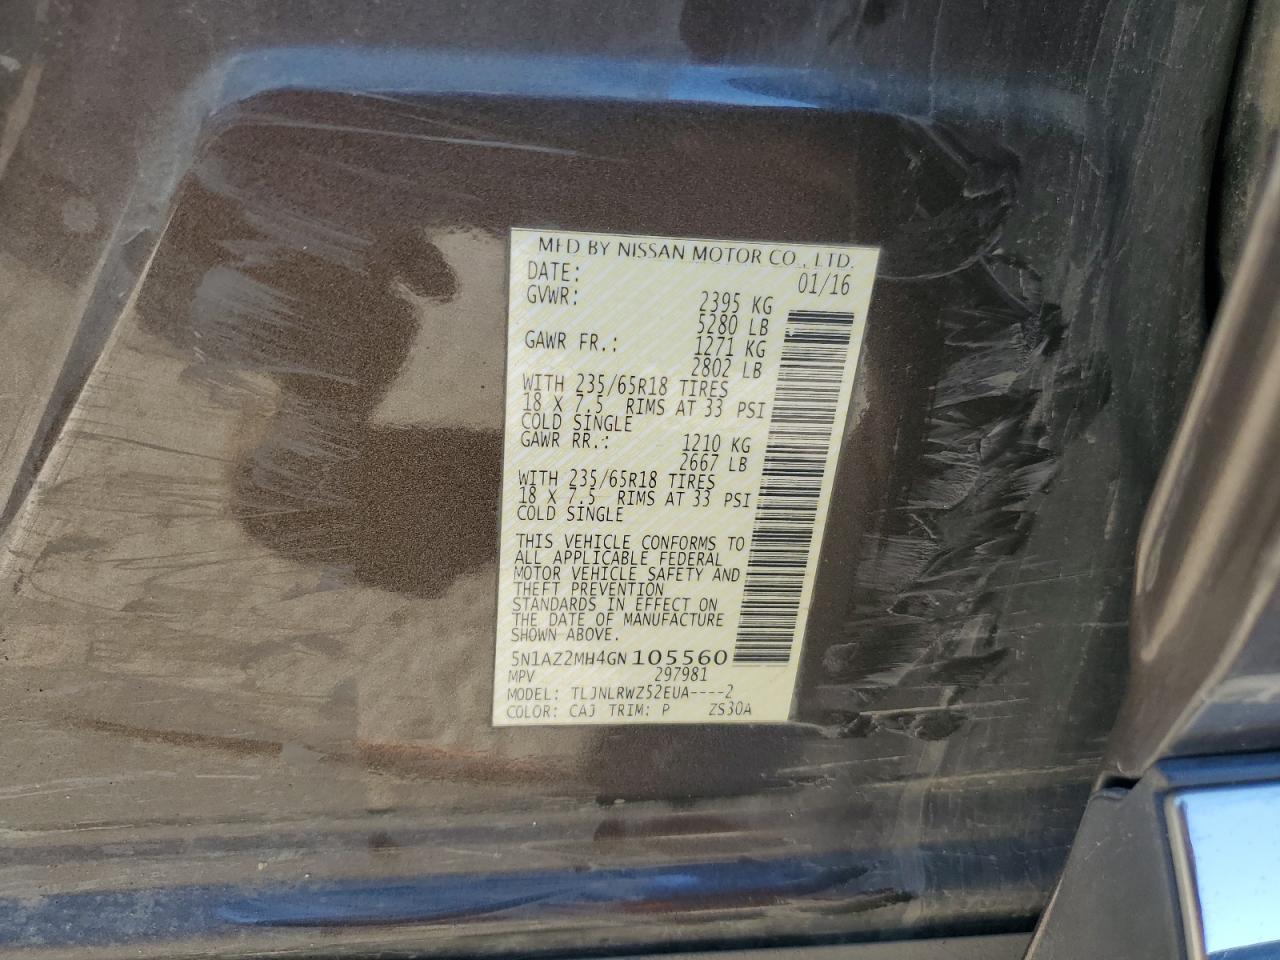 MFD BY NISSAN MOTOR CO., LTD.
DATE: 01/16
GVWR: 2395 KG
5280 LB
GAWR FR.: 1271 KG
2802 LB
WITH 235/65R18 TIRES
18 X 7.5 RIMS AT 33 PSI
COLD SINGLE
GAWR RR.: 1210 KG
2667 LB
WITH 235/65R18 TIRES
18 X 7.5 RIMS AT 33 PSI
COLD SINGLE
THIS VEHICLE CONFORMS TO
ALL APPLICABLE FEDERAL
MOTOR VEHICLE SAFETY AND
THEFT PREVENTION
STANDARDS IN EFFECT ON
THE DATE OF MANUFACTURE
SHOWN ABOVE.
5N1AZ2MH4GN105560
MPV 297981
MODEL: TLJNLRWZ52EUA----2
COLOR: CAJ TRIM: P ZS30A